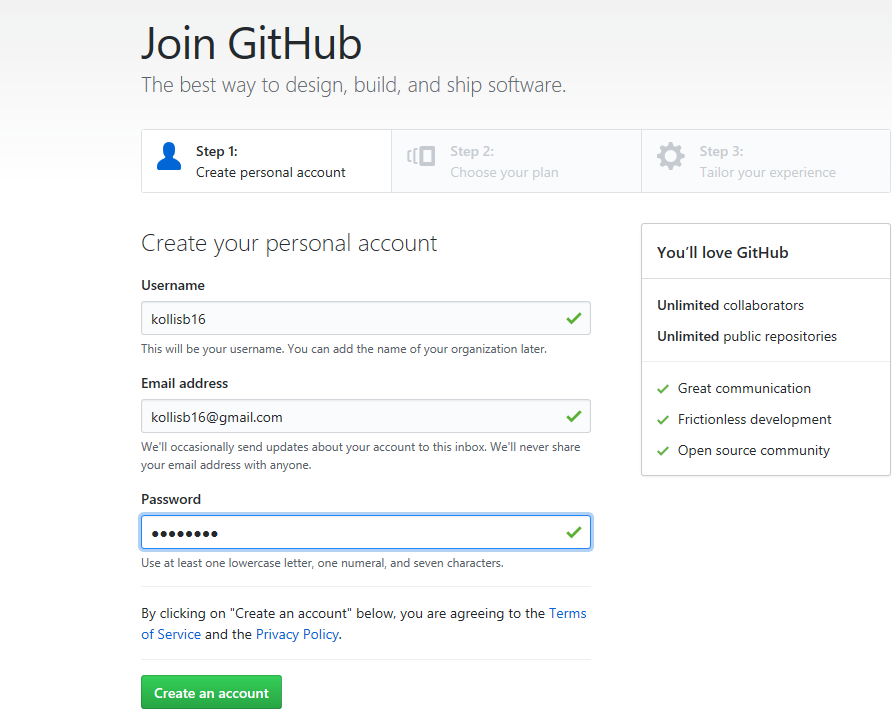 Join GitHub
The best way to design, build, and ship software.
Step 1:
Create personal account
Step 2:
Choose your plan
Step 3:
Tailor your experience
Create your personal account
Username
kollisb16
This will be your username. You can add the name of your organization later.
Email address
kollisb16@gmail.com
We'll occasionally send updates about your account to this inbox. We'll never share
your email address with anyone.
Password
●●●●●●●●
Use at least one lowercase letter, one numeral, and seven characters.
By clicking on "Create an account" below, you are agreeing to the Terms
of Service and the Privacy Policy.
Create an account
You'll love GitHub
Unlimited collaborators
Unlimited public repositories
Great communication
Frictionless development
Open source community